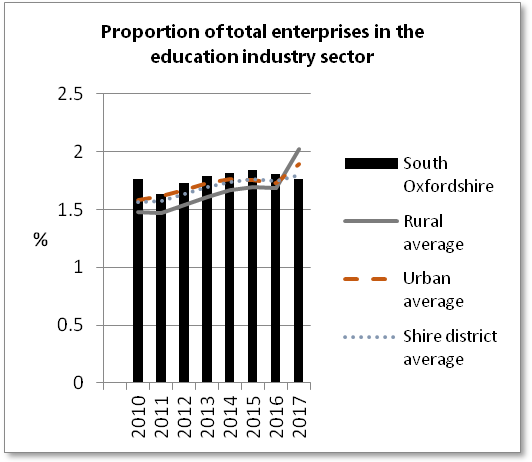 Proportion of total enterprises in the
education industry sector
2.5
2
1.5
1
0.5
0
%
2010
2011
2012
2013
2014
2015
2016
2017
South
Oxfordshire
Rural
average
Urban
average
Shire district
average